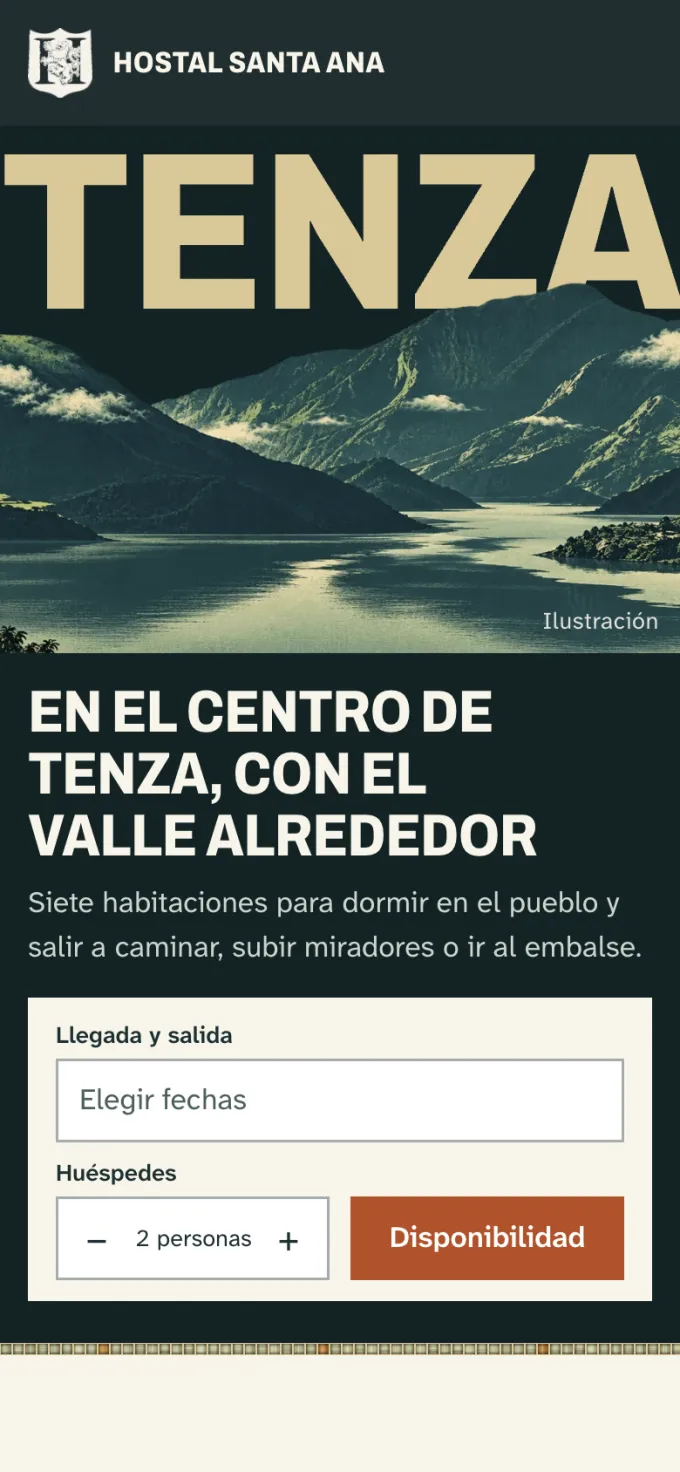 HOSTAL SANTA ANA
TENZA
Ilustración
EN EL CENTRO DE
TENZA, CON EL
VALLE ALREDEDOR
Siete habitaciones para dormir en el pueblo y
salir a caminar, subir miradores o ir al embalse.
Llegada y salida
Elegir fechas
Huéspedes
− 2 personas +
Disponibilidad